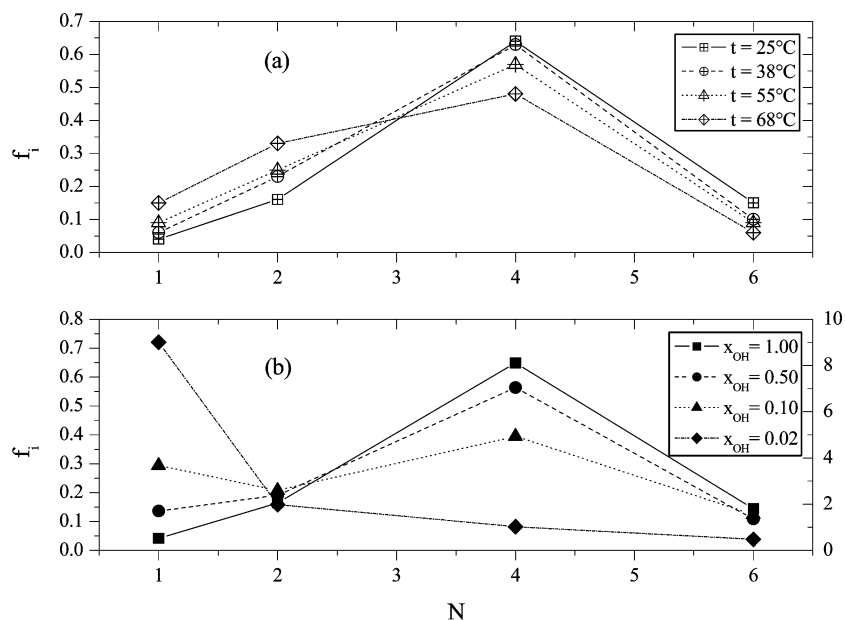 0.7
0.6
0.5
0.4
0.3
0.2
0.1
0.0
f_i
(a)
t = 25°C
t = 38°C
t = 55°C
t = 68°C
1 2 3 4 5 6
0.8
0.7
0.6
0.5
0.4
0.3
0.2
0.1
0.0
f_i
(b)
x_OH = 1.00
x_OH = 0.50
x_OH = 0.10
x_OH = 0.02
10
8
6
4
2
0
1 2 3 4 5 6
N